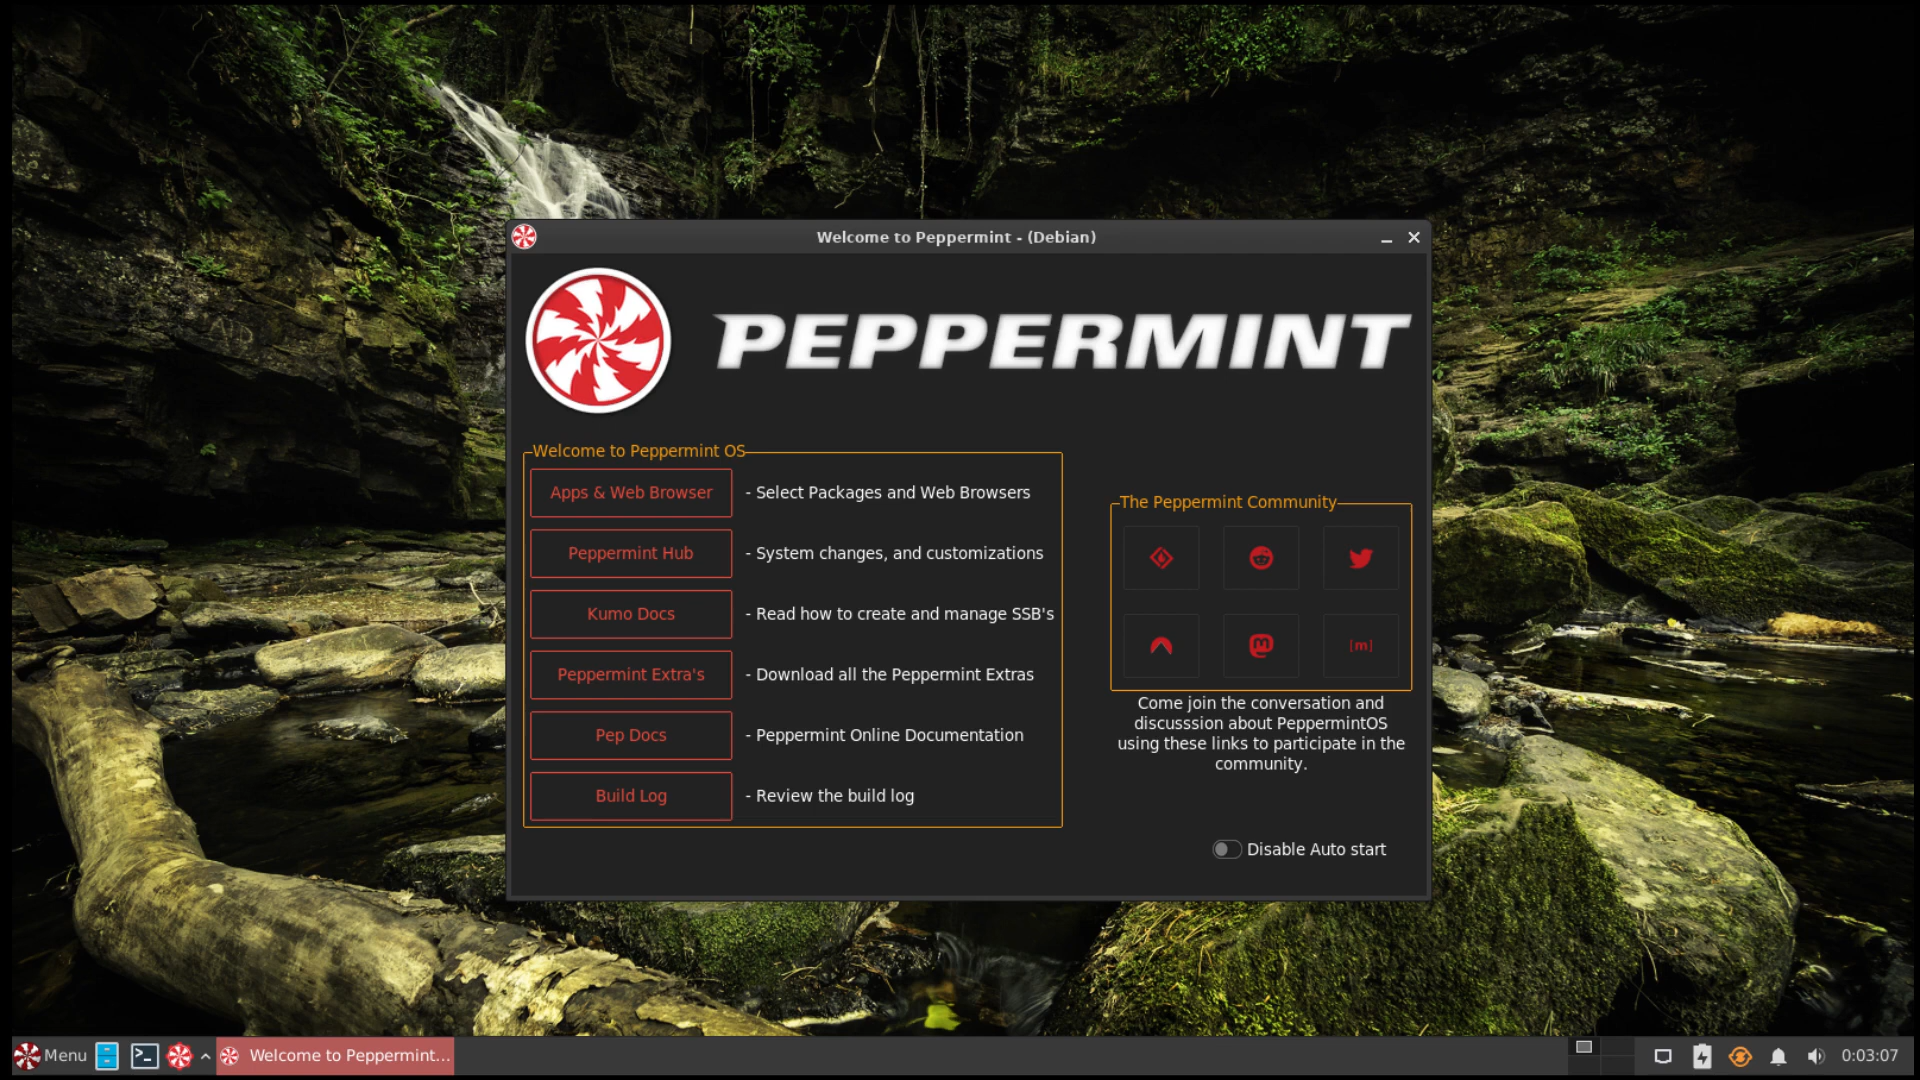 Welcome to Peppermint - (Debian)
PEPPERMINT
Welcome to Peppermint OS
Apps & Web Browser - Select Packages and Web Browsers
Peppermint Hub - System changes, and customizations
Kumo Docs - Read how to create and manage SSB's
Peppermint Extra's - Download all the Peppermint Extras
Pep Docs - Peppermint Online Documentation
Build Log - Review the build log
The Peppermint Community
[m]
Come join the conversation and
discusssion about PeppermintOS
using these links to participate in the
community.
Disable Auto start
Menu Welcome to Peppermint... 0:03:07